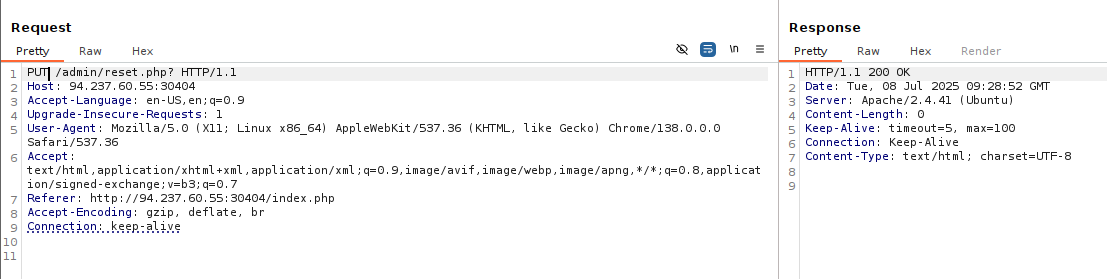 Request
Pretty Raw Hex
\n
1 PUT /admin/reset.php? HTTP/1.1
2 Host: 94.237.60.55:30404
3 Accept-Language: en-US,en;q=0.9
4 Upgrade-Insecure-Requests: 1
5 User-Agent: Mozilla/5.0 (X11; Linux x86_64) AppleWebKit/537.36 (KHTML, like Gecko) Chrome/138.0.0.0
Safari/537.36
6 Accept:
text/html,application/xhtml+xml,application/xml;q=0.9,image/avif,image/webp,image/apng,*/*;q=0.8,applicat
ion/signed-exchange;v=b3;q=0.7
7 Referer: http://94.237.60.55:30404/index.php
8 Accept-Encoding: gzip, deflate, br
9 Connection: keep-alive
10
11
Response
Pretty Raw Hex Render
1 HTTP/1.1 200 OK
2 Date: Tue, 08 Jul 2025 09:28:52 GMT
3 Server: Apache/2.4.41 (Ubuntu)
4 Content-Length: 0
5 Keep-Alive: timeout=5, max=100
6 Connection: Keep-Alive
7 Content-Type: text/html; charset=UTF-8
8
9